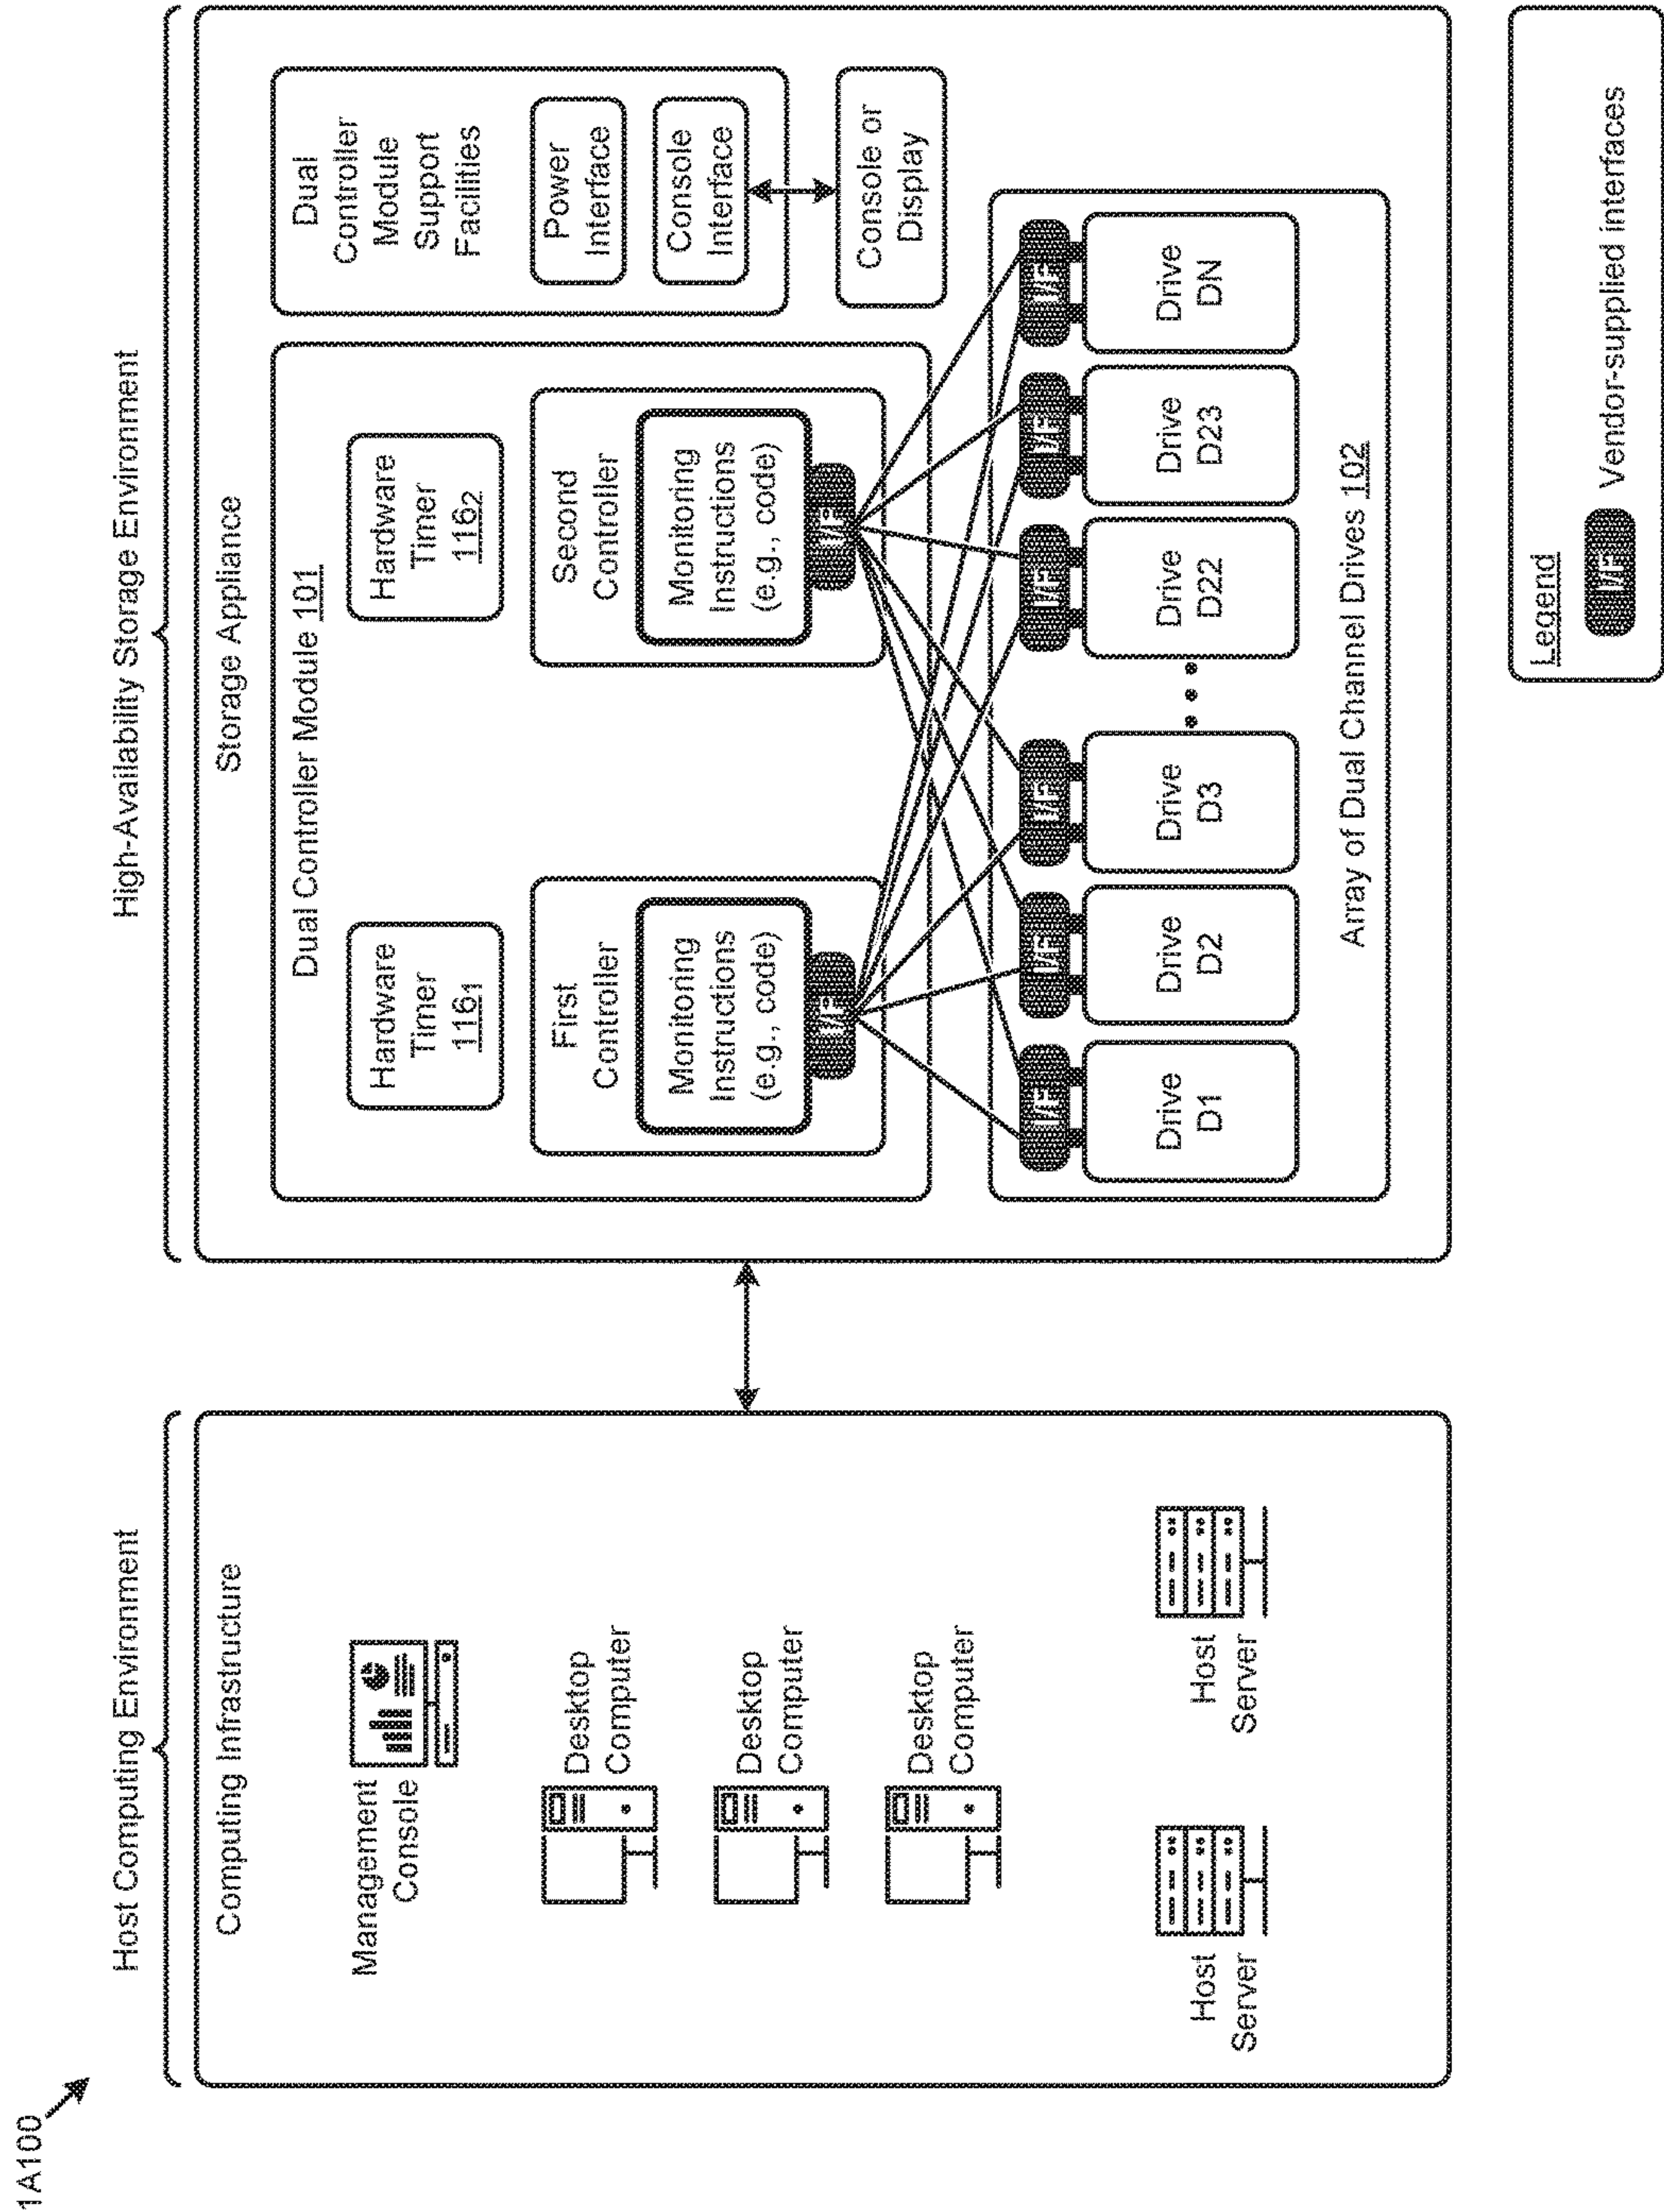 1A100
Host Computing Environment
Computing Infrastructure
Management
Console
Desktop
Computer
Desktop
Computer
Desktop
Computer
Host
Server
Host
Server
High-Availability Storage Environment
Storage Appliance
Dual Controller Module 101
Hardware
Timer
116₁
Hardware
Timer
116₂
First
Controller
Monitoring
Instructions
(e.g., code)
I/F
Second
Controller
Monitoring
Instructions
(e.g., code)
I/F
Dual
Controller
Module
Support
Facilities
Power
Interface
Console
Interface
Console or
Display
I/F
I/F
I/F
I/F
I/F
I/F
Drive
D1
Drive
D2
Drive
D3
Drive
D22
Drive
D23
Drive
DN
Array of Dual Channel Drives 102
Legend
I/F
Vendor-supplied interfaces